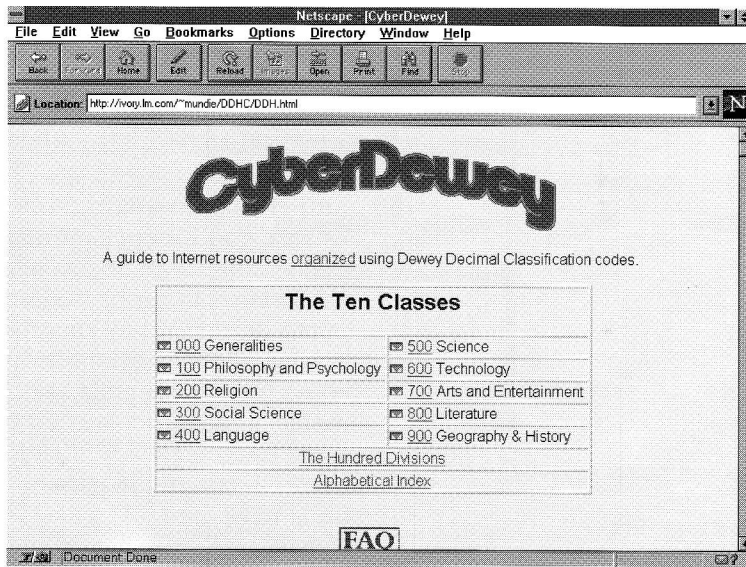 Netscape - [CyberDewey]
File Edit View Go Bookmarks Options Directory Window Help
Back Forward Home Edit Reload Images Open Print Find Stop
Location: http://ivory.lm.com/~mundie/DDHC/DDH.html
N
CyberDewey
A guide to Internet resources organized using Dewey Decimal Classification codes.
The Ten Classes
000 Generalities 500 Science
100 Philosophy and Psychology 600 Technology
200 Religion 700 Arts and Entertainment
300 Social Science 800 Literature
400 Language 900 Geography & History
The Hundred Divisions
Alphabetical Index
FAQ
Document Done
?